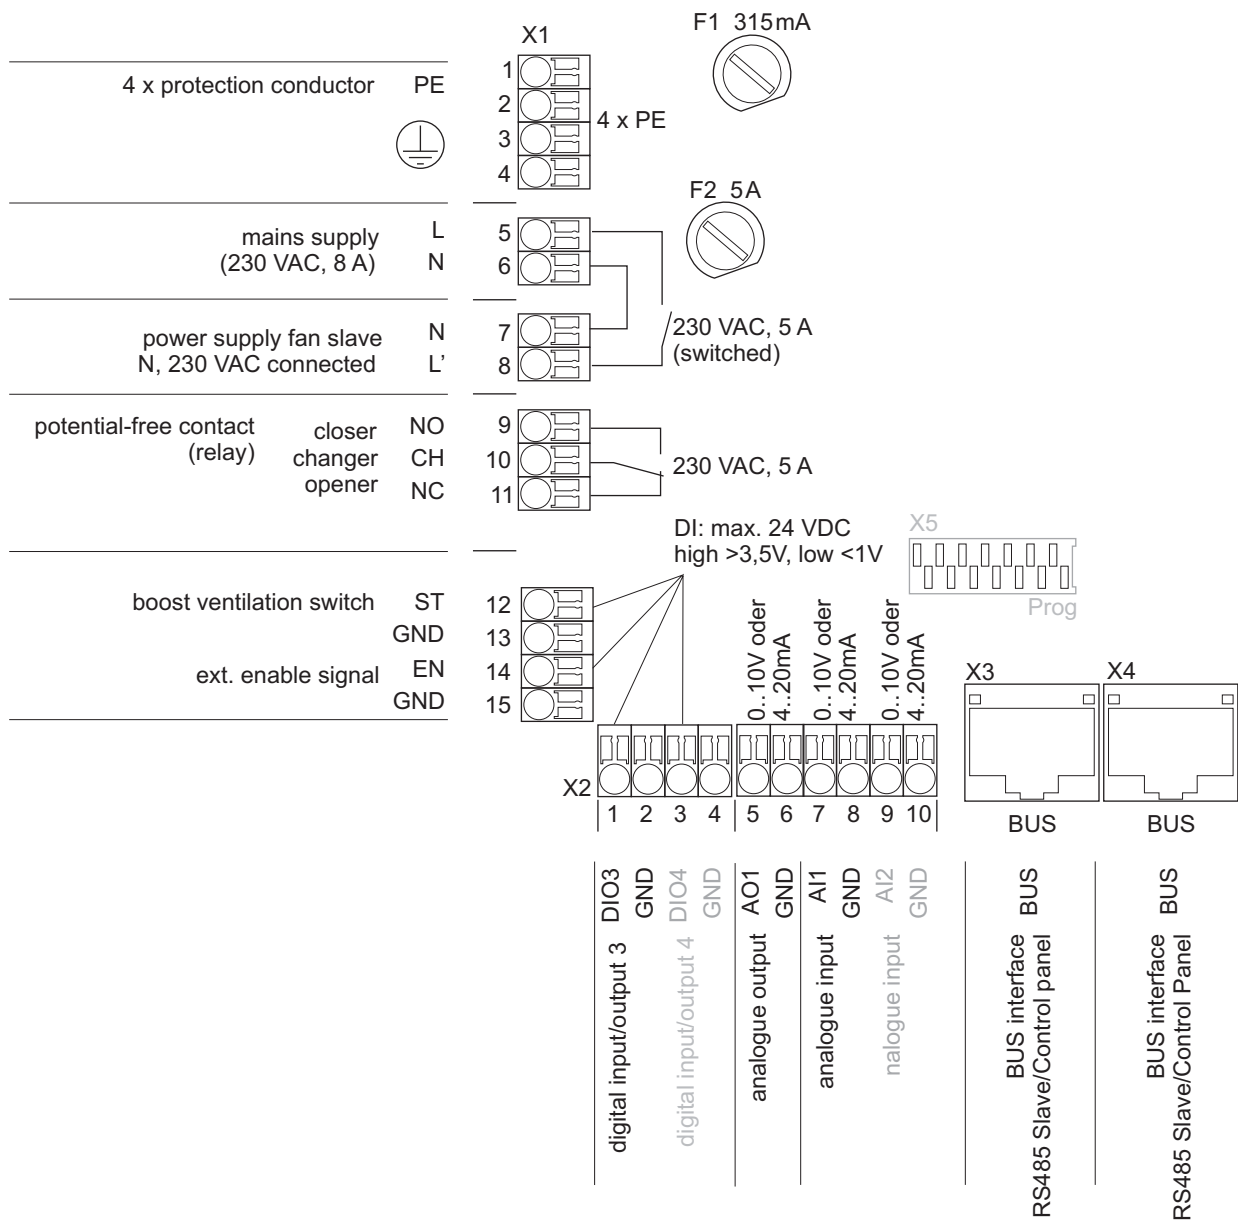 X1
F1 315mA
4 x protection conductor PE
1
2
3
4
4 x PE
F2 5A
mains supply
(230 VAC, 8 A)
L
N
5
6
power supply fan slave
N, 230 VAC connected
N
L’
7
8
230 VAC, 5 A
(switched)
potential-free contact
(relay)
closer
changer
opener
NO
CH
NC
9
10
11
230 VAC, 5 A
DI: max. 24 VDC
high >3,5V, low <1V
X5
Prog
boost ventilation switch ST
GND
ext. enable signal EN
GND
12
13
14
15
0..10V oder
4..20mA
0..10V oder
4..20mA
0..10V oder
4..20mA
X3
X4
X2
1 2 3 4 5 6 7 8 9 10
BUS
BUS
DIO3
GND
DIO4
GND
AO1
GND
AI1
GND
AI2
GND
BUS
BUS
digital input/output 3
digital input/output 4
analogue output
analogue input
nalogue input
BUS interface
RS485 Slave/Control panel
BUS interface
RS485 Slave/Control Panel